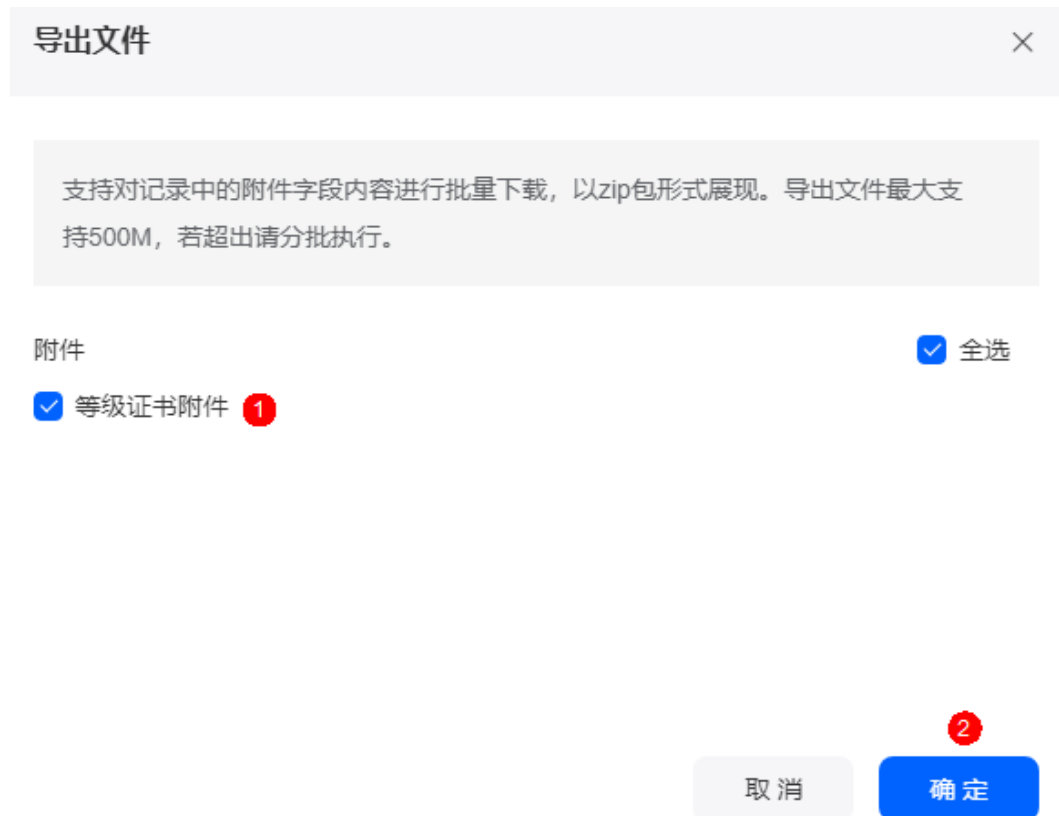 导出文件
支持对记录中的附件字段内容进行批量下载，以zip包形式展现。导出文件最大支
持500M，若超出请分批执行。
附件 全选
等级证书附件 1
2
取消 确定